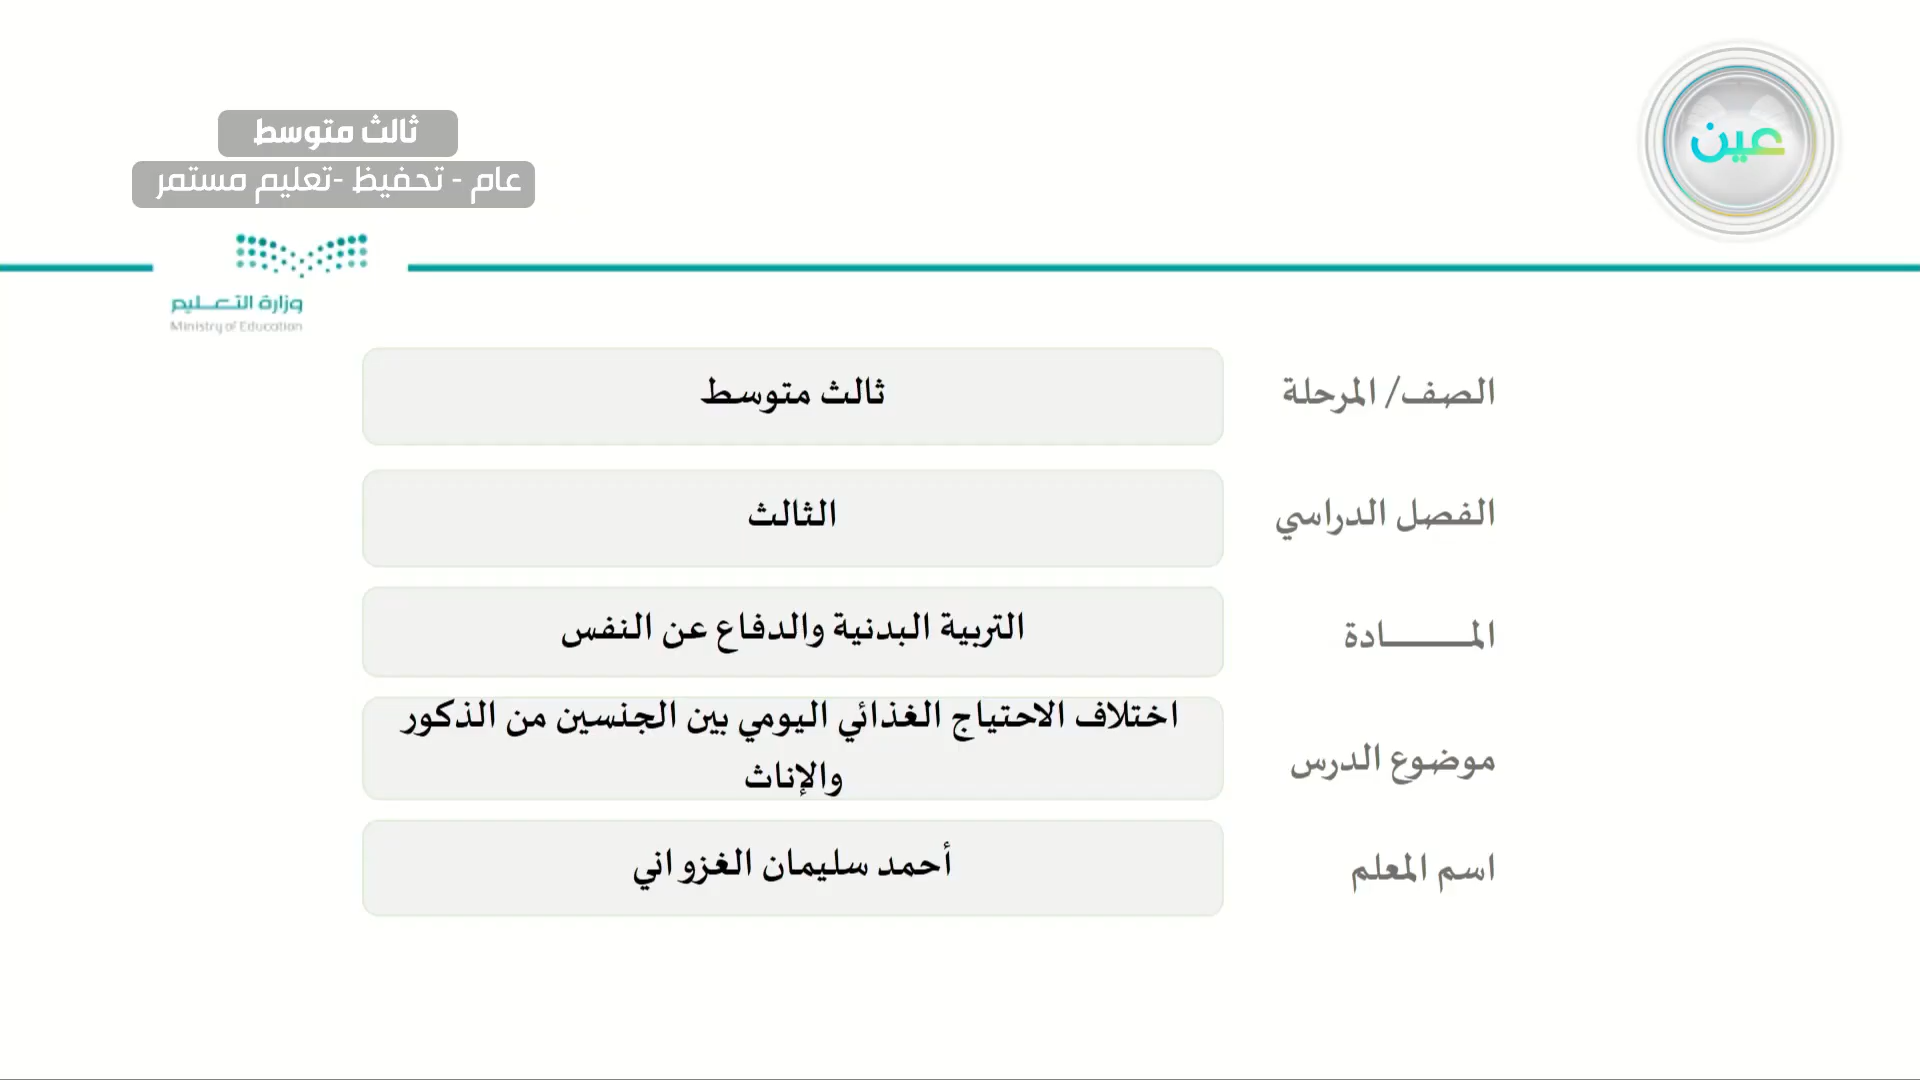 عين
ثالث متوسط
عام - تحفيظ -تعليم مستمر
وزارة التعـــليم
Ministry of Education
الصف/ المرحلة
ثالث متوسط
الفصل الدراسي
الثالث
المـــــــادة
التربية البدنية والدفاع عن النفس
موضوع الدرس
اختلاف الاحتياج الغذائي اليومي بين الجنسين من الذكور
والإناث
اسم المعلم
أحمد سليمان الغزواني